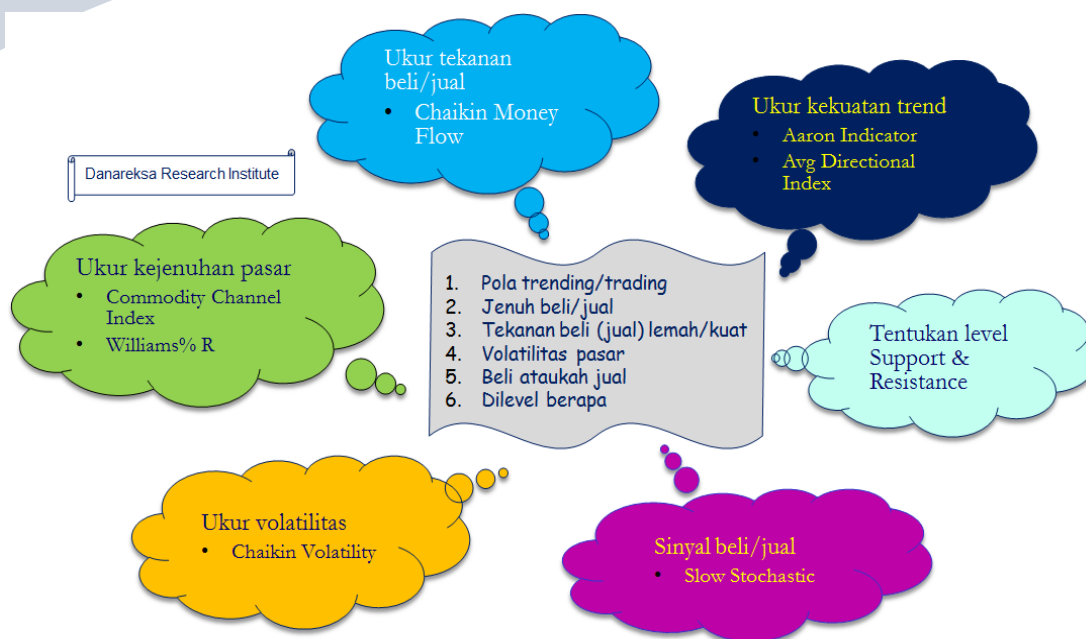 Ukur tekanan
beli/jual
• Chaikin Money
Flow
Ukur kekuatan trend
• Aaron Indicator
• Avg Directional
Index
Danareksa Research Institute
Ukur kejenuhan pasar
• Commodity Channel
Index
• Williams% R
1. Pola trending/trading
2. Jenuh beli/jual
3. Tekanan beli (jual) lemah/kuat
4. Volatilitas pasar
5. Beli ataukah jual
6. Dilevel berapa
Tentukan level
Support &
Resistance
Ukur volatilitas
• Chaikin Volatility
Sinyal beli/jual
• Slow Stochastic